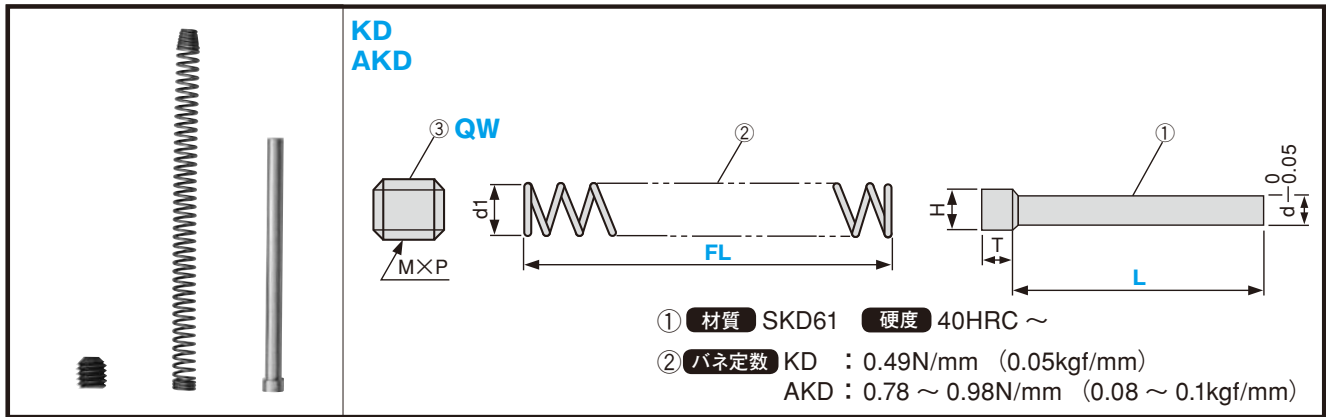 KD
AKD
③ QW
②
①
d1
FL
M×P
H
T
L
d 0 −0.05
① 材質 SKD61 硬度 40HRC ～
② バネ定数 KD ： 0.49N/mm （0.05kgf/mm）
AKD ： 0.78 ～ 0.98N/mm （0.08 ～ 0.1kgf/mm）